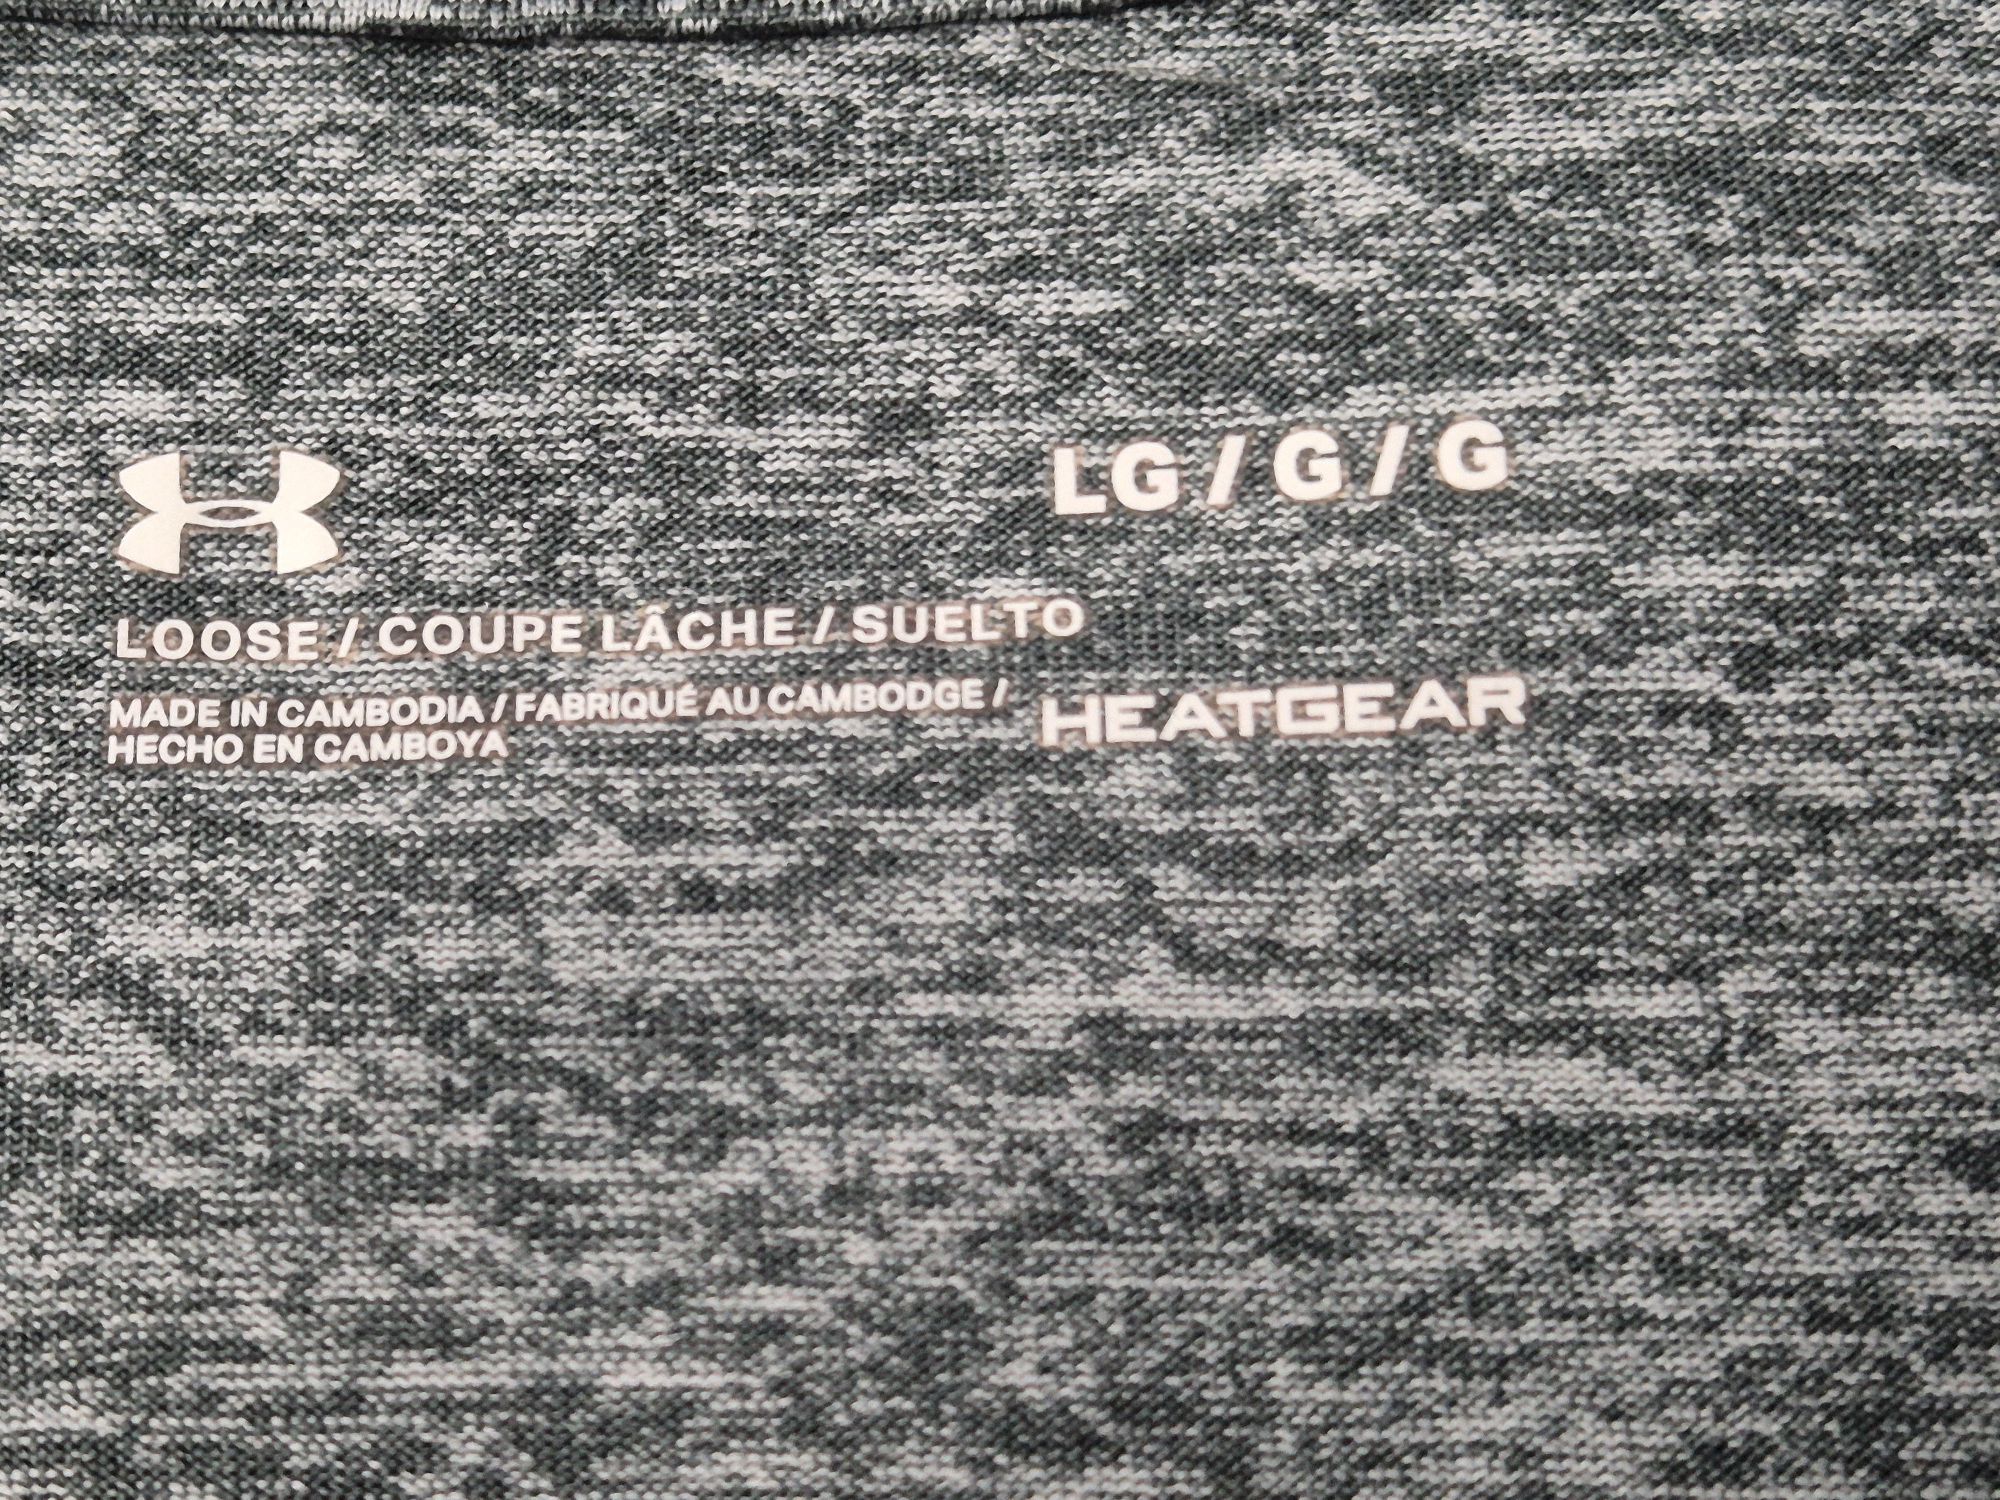 LG / G / G
LOOSE / COUPE LÂCHE / SUELTO
MADE IN CAMBODIA / FABRIQUÉ AU CAMBODGE /
HECHO EN CAMBOYA
HEATGEAR